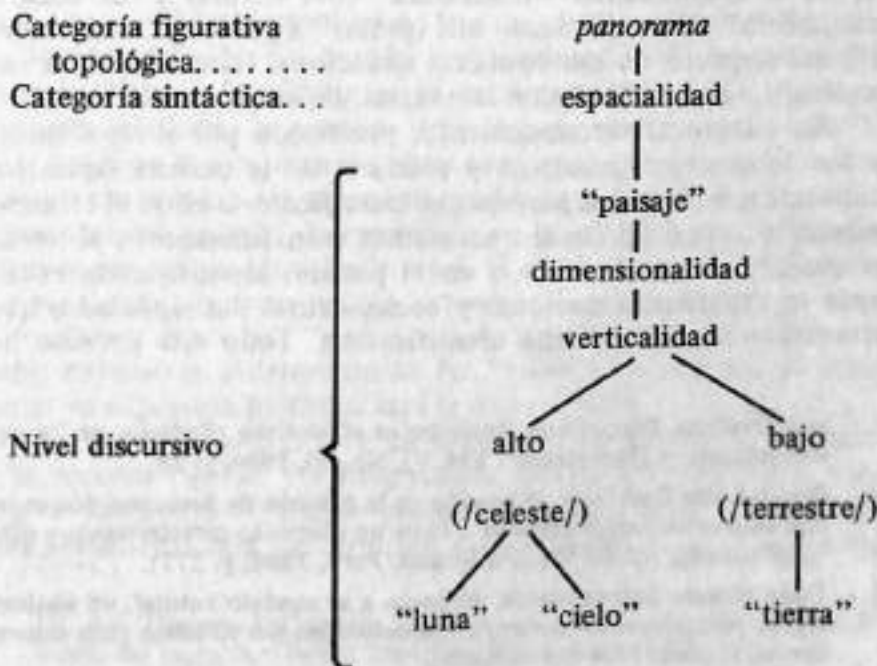 Categoría figurativa panorama
topológica. . . . . . . .
Categoría sintáctica. . . espacialidad
“paisaje”
dimensionalidad
verticalidad
Nivel discursivo alto bajo
(/celeste/) (/terrestre/)
“luna” “cielo” “tierra”